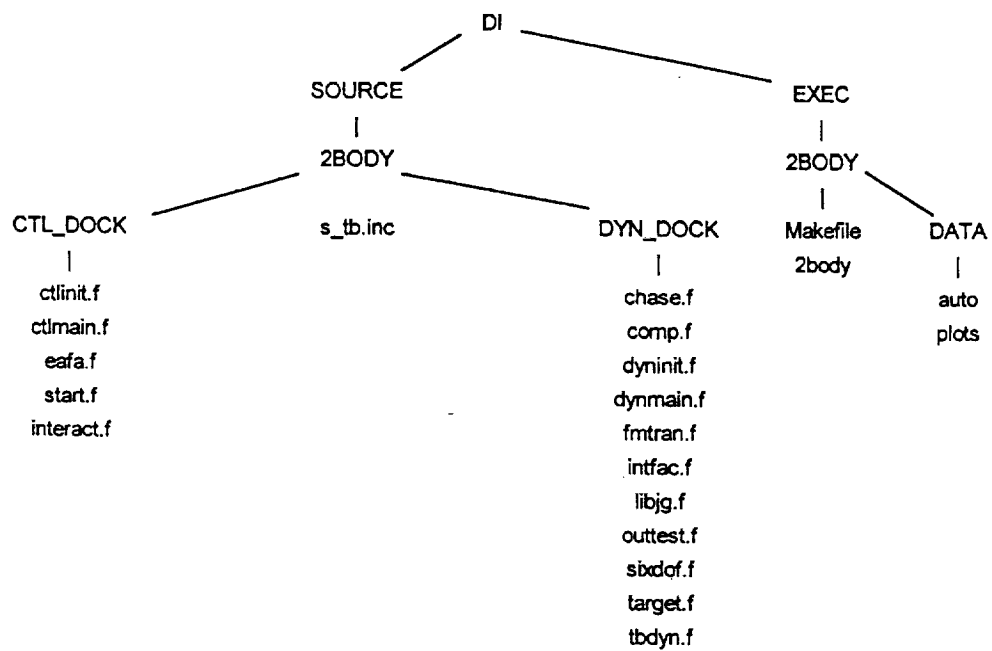 DI
SOURCE
EXEC
2BODY
2BODY
CTL_DOCK
s_tb.inc
DYN_DOCK
Makefile
2body
DATA
ctlinit.f
ctlmain.f
eafa.f
start.f
interact.f
chase.f
comp.f
dyninit.f
dynmain.f
fmtran.f
intfac.f
libjg.f
outtest.f
sixdof.f
target.f
tbdyn.f
auto
plots